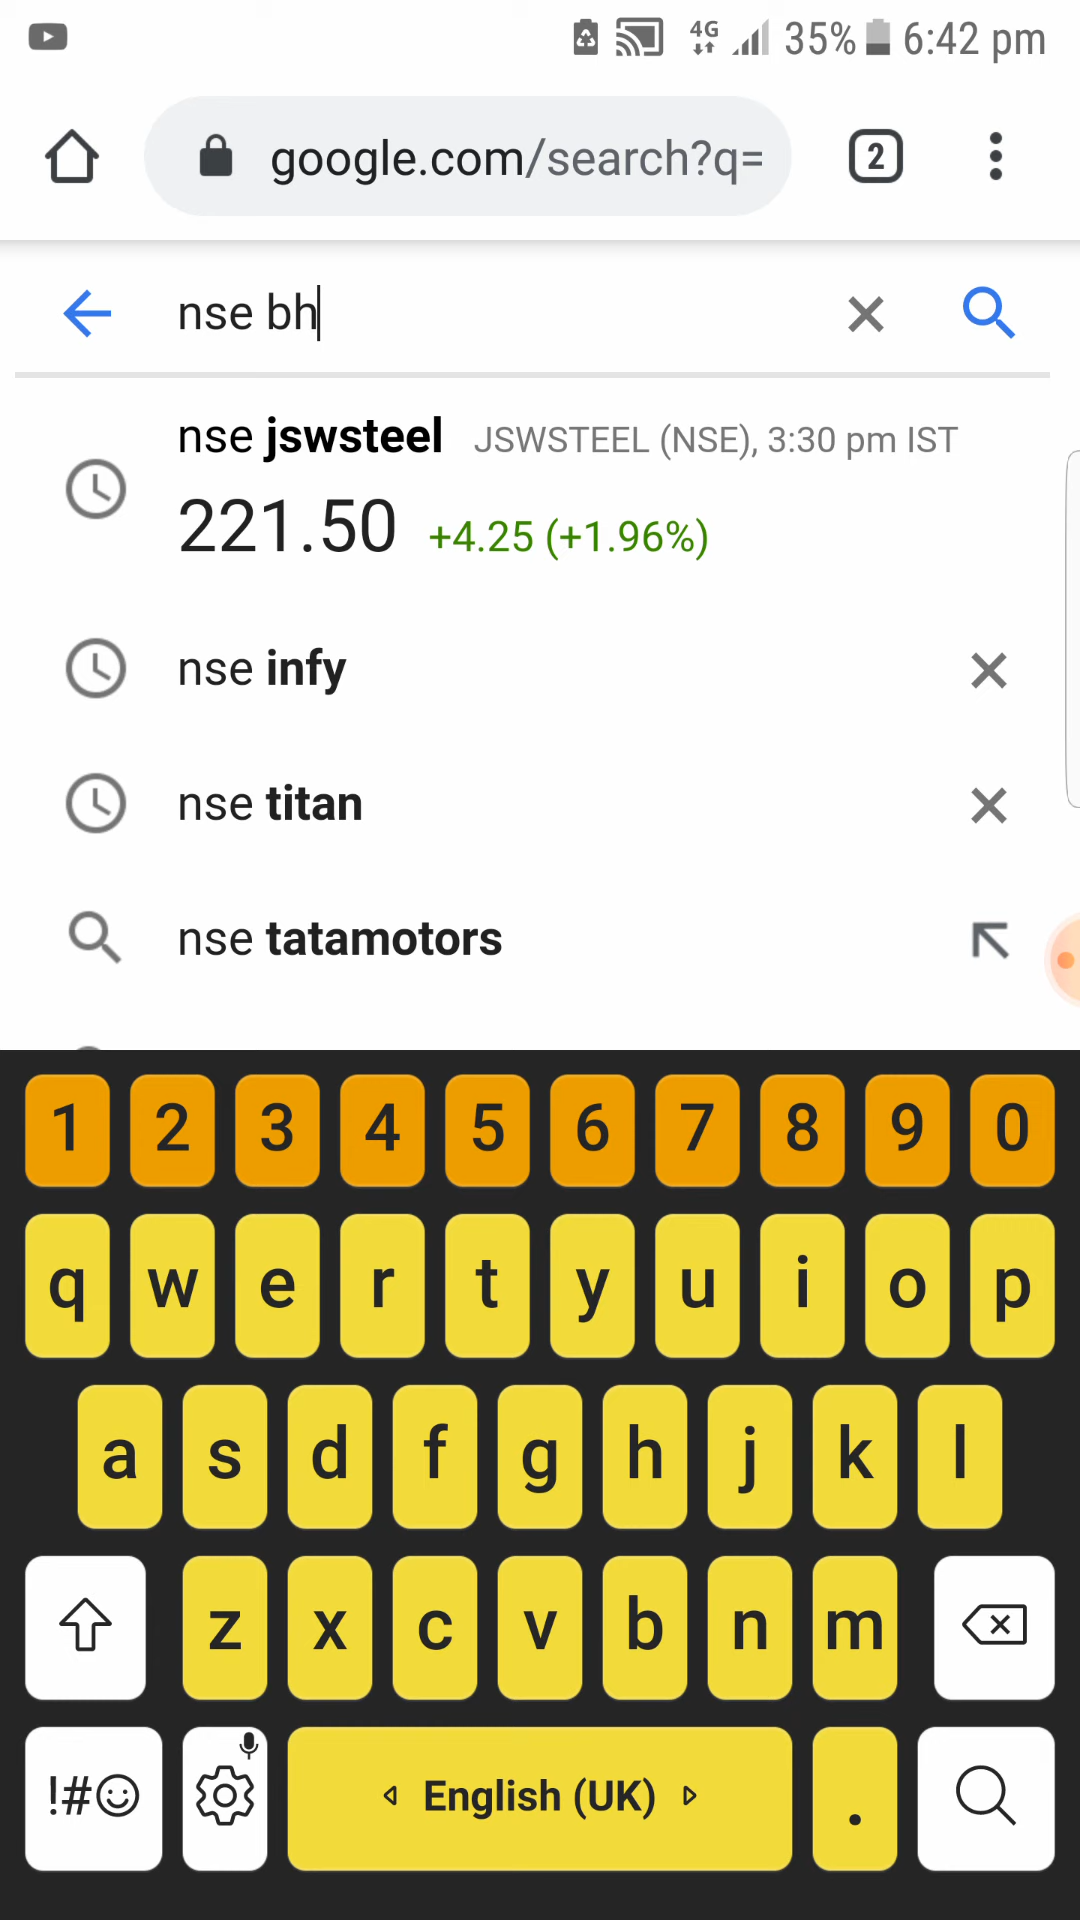 4G 35% 6:42 pm
google.com/search?q= 2
nse bh
nse jswsteel JSWSTEEL (NSE), 3:30 pm IST
221.50 +4.25 (+1.96%)
nse infy
nse titan
nse tatamotors
1 2 3 4 5 6 7 8 9 0
q w e r t y u i o p
a s d f g h j k l
z x c v b n m
!#☺ English (UK) .